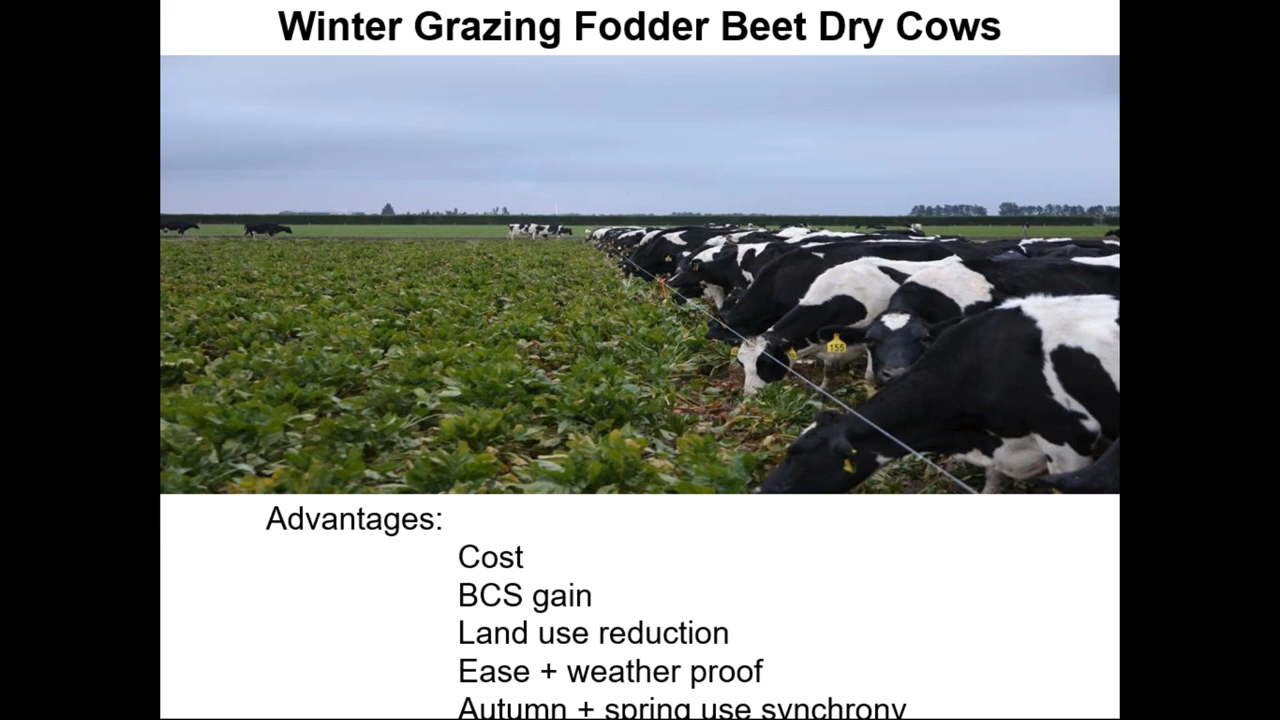 Winter Grazing Fodder Beet Dry Cows
155
Advantages:
Cost
BCS gain
Land use reduction
Ease + weather proof
Autumn + spring use synchrony